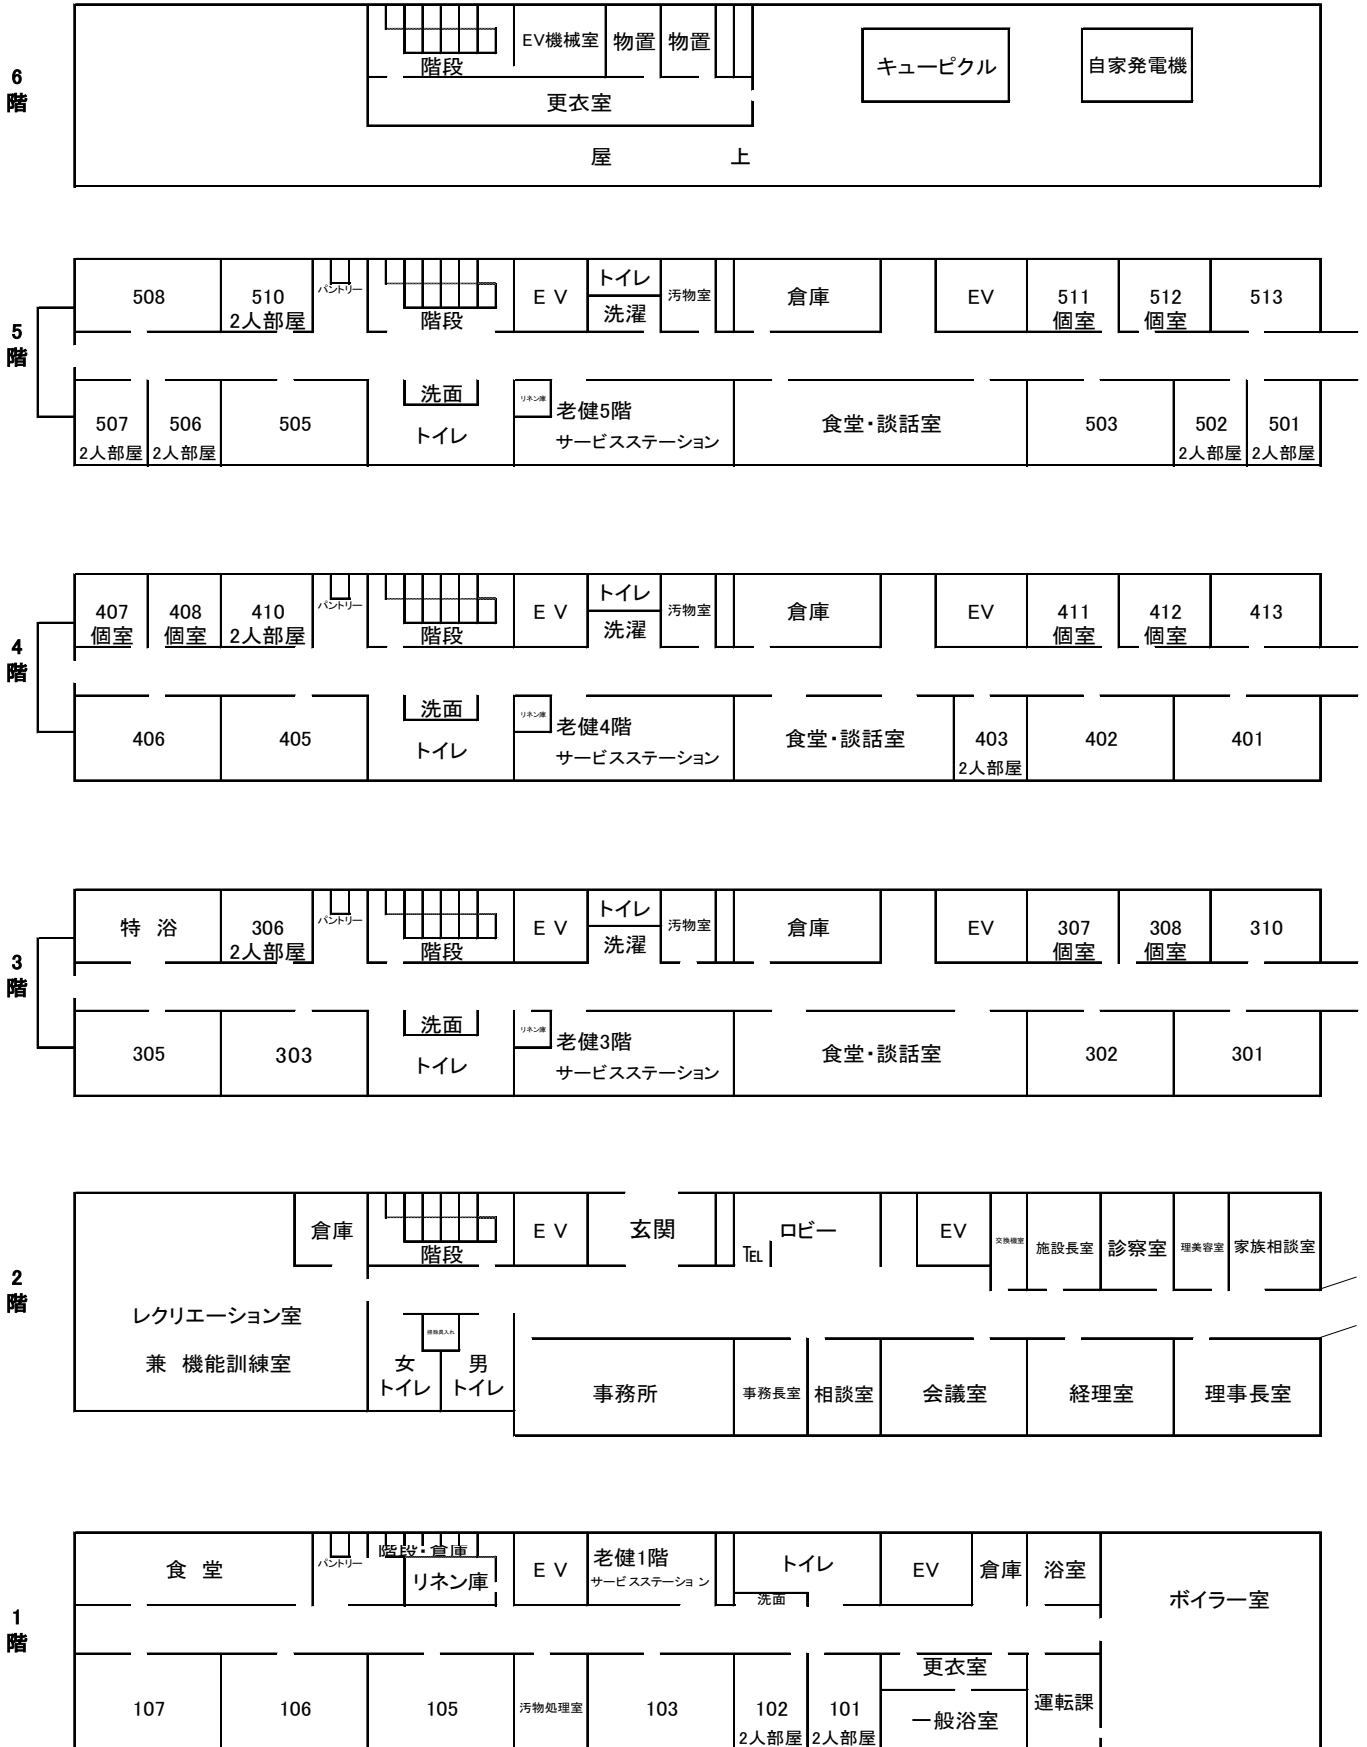 6
階
EV機械室
物置
物置
階段
更衣室
キューピクル
自家発電機
屋 上
5
階
508
510
2人部屋
パントリー
階段
EV
トイレ
洗濯
汚物室
倉庫
EV
511
個室
512
個室
513
507
2人部屋
506
2人部屋
505
洗面
トイレ
リネン庫
老健5階
サービスステーション
食堂・談話室
503
502
2人部屋
501
2人部屋
4
階
407
個室
408
個室
410
2人部屋
パントリー
階段
EV
トイレ
洗濯
汚物室
倉庫
EV
411
個室
412
個室
413
406
405
洗面
トイレ
リネン庫
老健4階
サービスステーション
食堂・談話室
403
2人部屋
402
401
3
階
特 浴
306
2人部屋
パントリー
階段
EV
トイレ
洗濯
汚物室
倉庫
EV
307
個室
308
個室
310
305
303
洗面
トイレ
リネン庫
老健3階
サービスステーション
食堂・談話室
302
301
2
階
倉庫
階段
EV
玄関
ロビー
TEL
EV
交換機室
施設長室
診察室
理美容室
家族相談室
レクリエーション室
兼 機能訓練室
掃除具入れ
女
トイレ
男
トイレ
事務所
事務長室
相談室
会議室
経理室
理事長室
1
階
食 堂
パントリー
階段・倉庫
リネン庫
EV
老健1階
サービスステーション
トイレ
洗面
EV
倉庫
浴室
ボイラー室
107
106
105
汚物処理室
103
102
2人部屋
101
2人部屋
更衣室
一般浴室
運転課